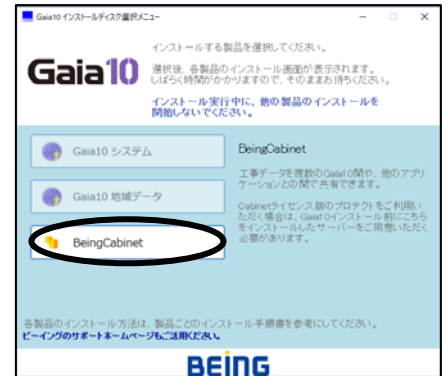 Gaia10 インストールディスク選択メニュー
Gaia10
インストールする製品を選択してください。
選択後、各製品のインストール画面が表示されます。
しばらく時間がかかりますので、そのままお待ちください。
インストール実行中に、他の製品のインストールを
開始しないでください。
Gaia10 システム
Gaia10 地域データ
BeingCabinet
BeingCabinet
工事データを複数のGaia10間や、他のアプリ
ケーションとの間で共有できます。
Cabinetライセンス版のプロテクトをご利用い
ただく場合は、Gaia10インストール前にこちら
をインストールしたサーバーをご用意いただく
必要があります。
各製品のインストール方法は、製品ごとのインストール手順書を参考にしてください。
ビーイングのサポートホームページもご活用ください。
BEING